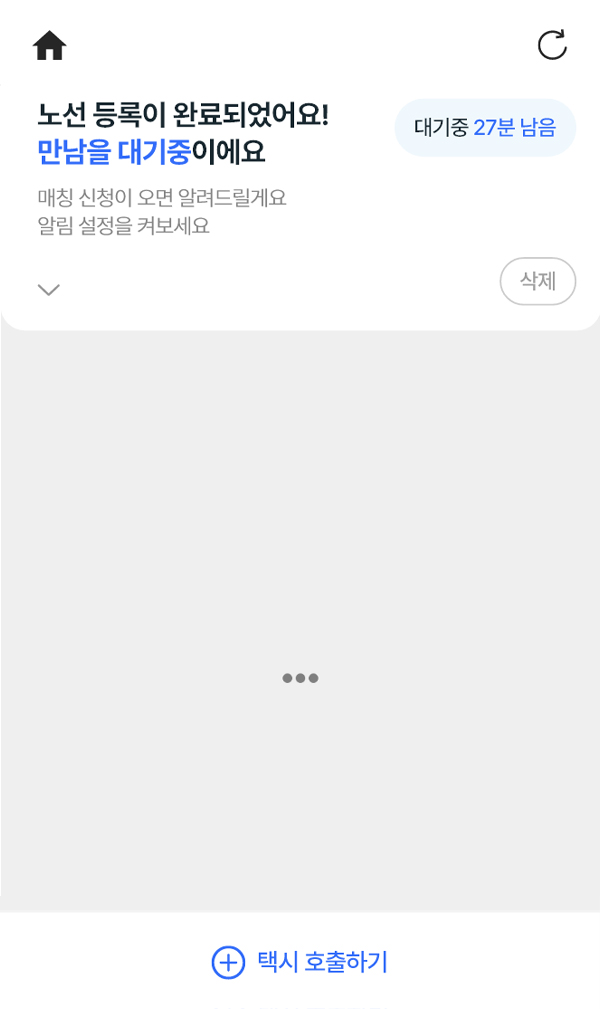 노선 등록이 완료되었어요!
만남을 대기중이에요
대기중 27분 남음
매칭 신청이 오면 알려드릴게요
알림 설정을 켜보세요
삭제
택시 호출하기